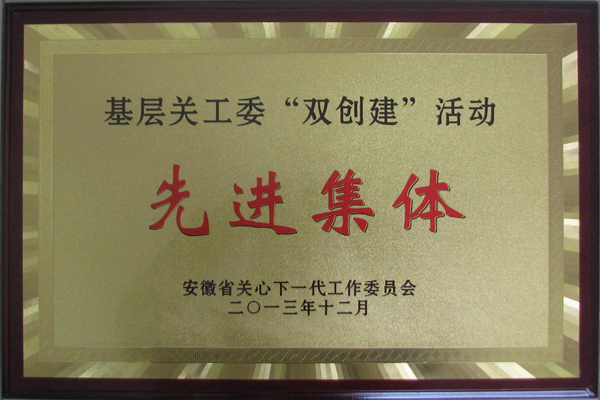 基层关工委“双创建”活动
先进集体
安徽省关心下一代工作委员会
二〇一三年十二月